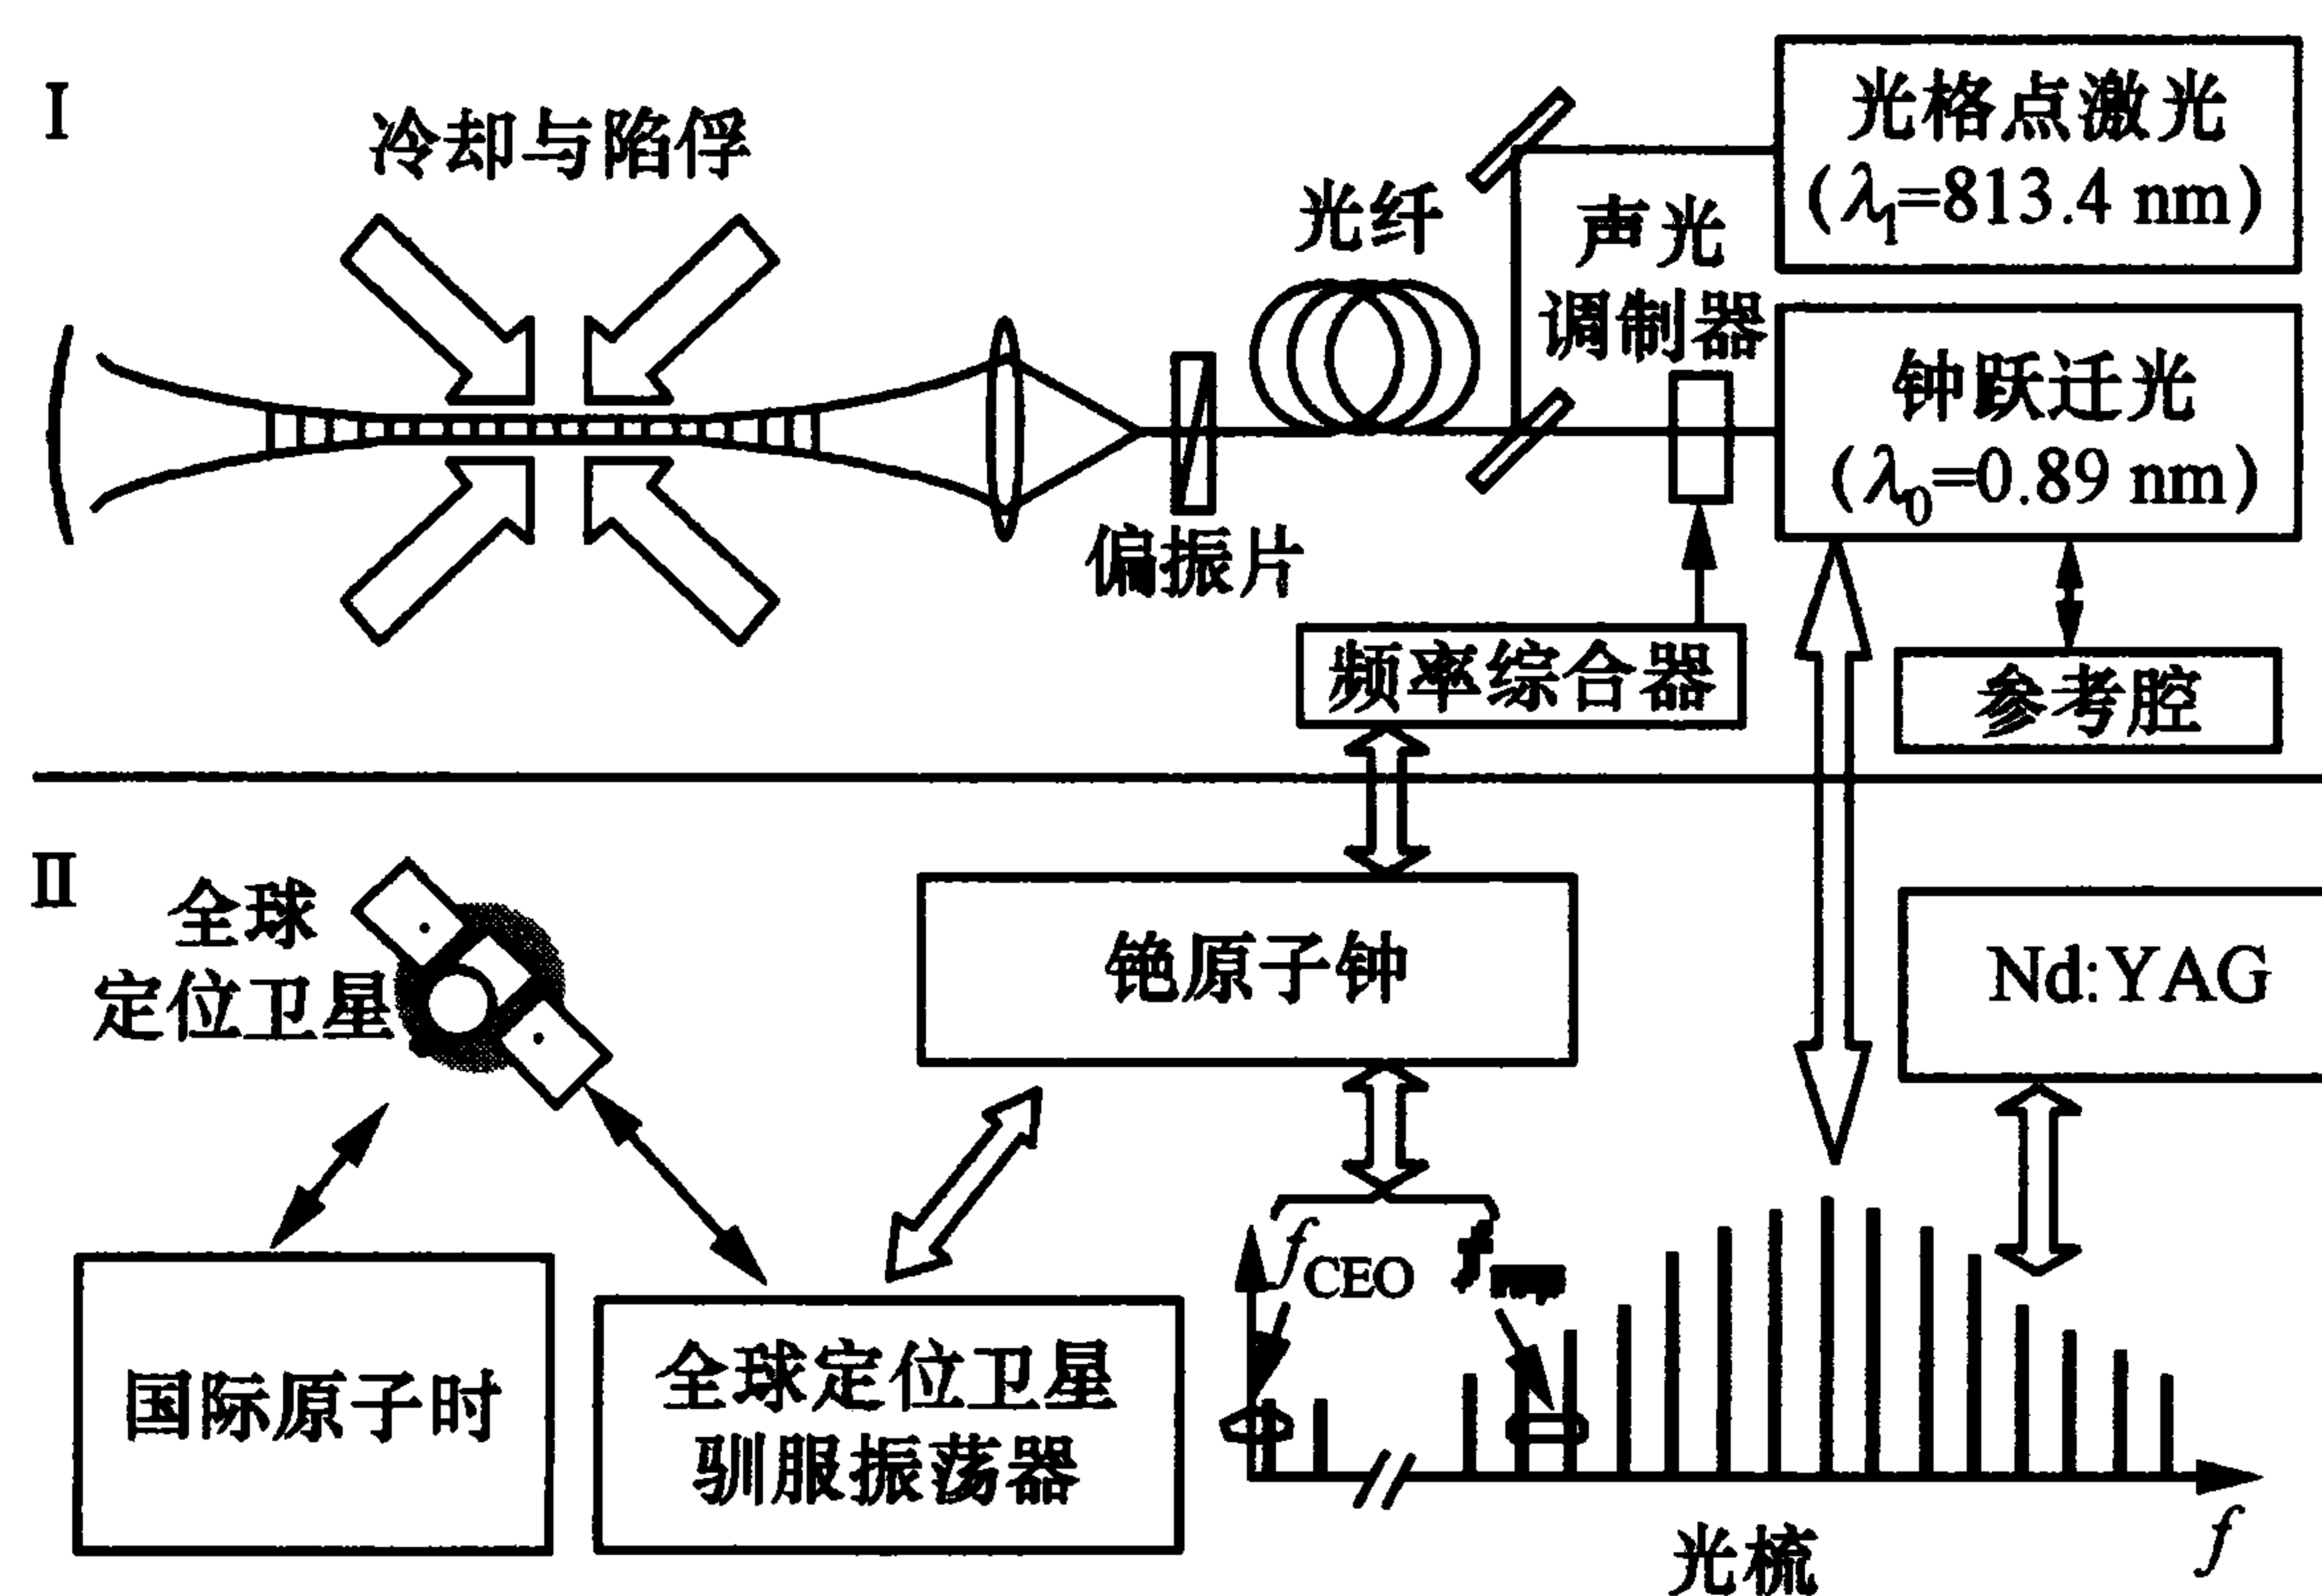 I
冷却与陷俘
光纤
声光
调制器
光格点激光
(λ₁=813.4 nm)
钟跃迁光
(λ₀=0.89 nm)
偏振片
频率综合器
参考腔
II
全球
定位卫星
铯原子钟
Nd:YAG
国际原子时
全球定位卫星
驯服振荡器
f_CEO
光梳
f